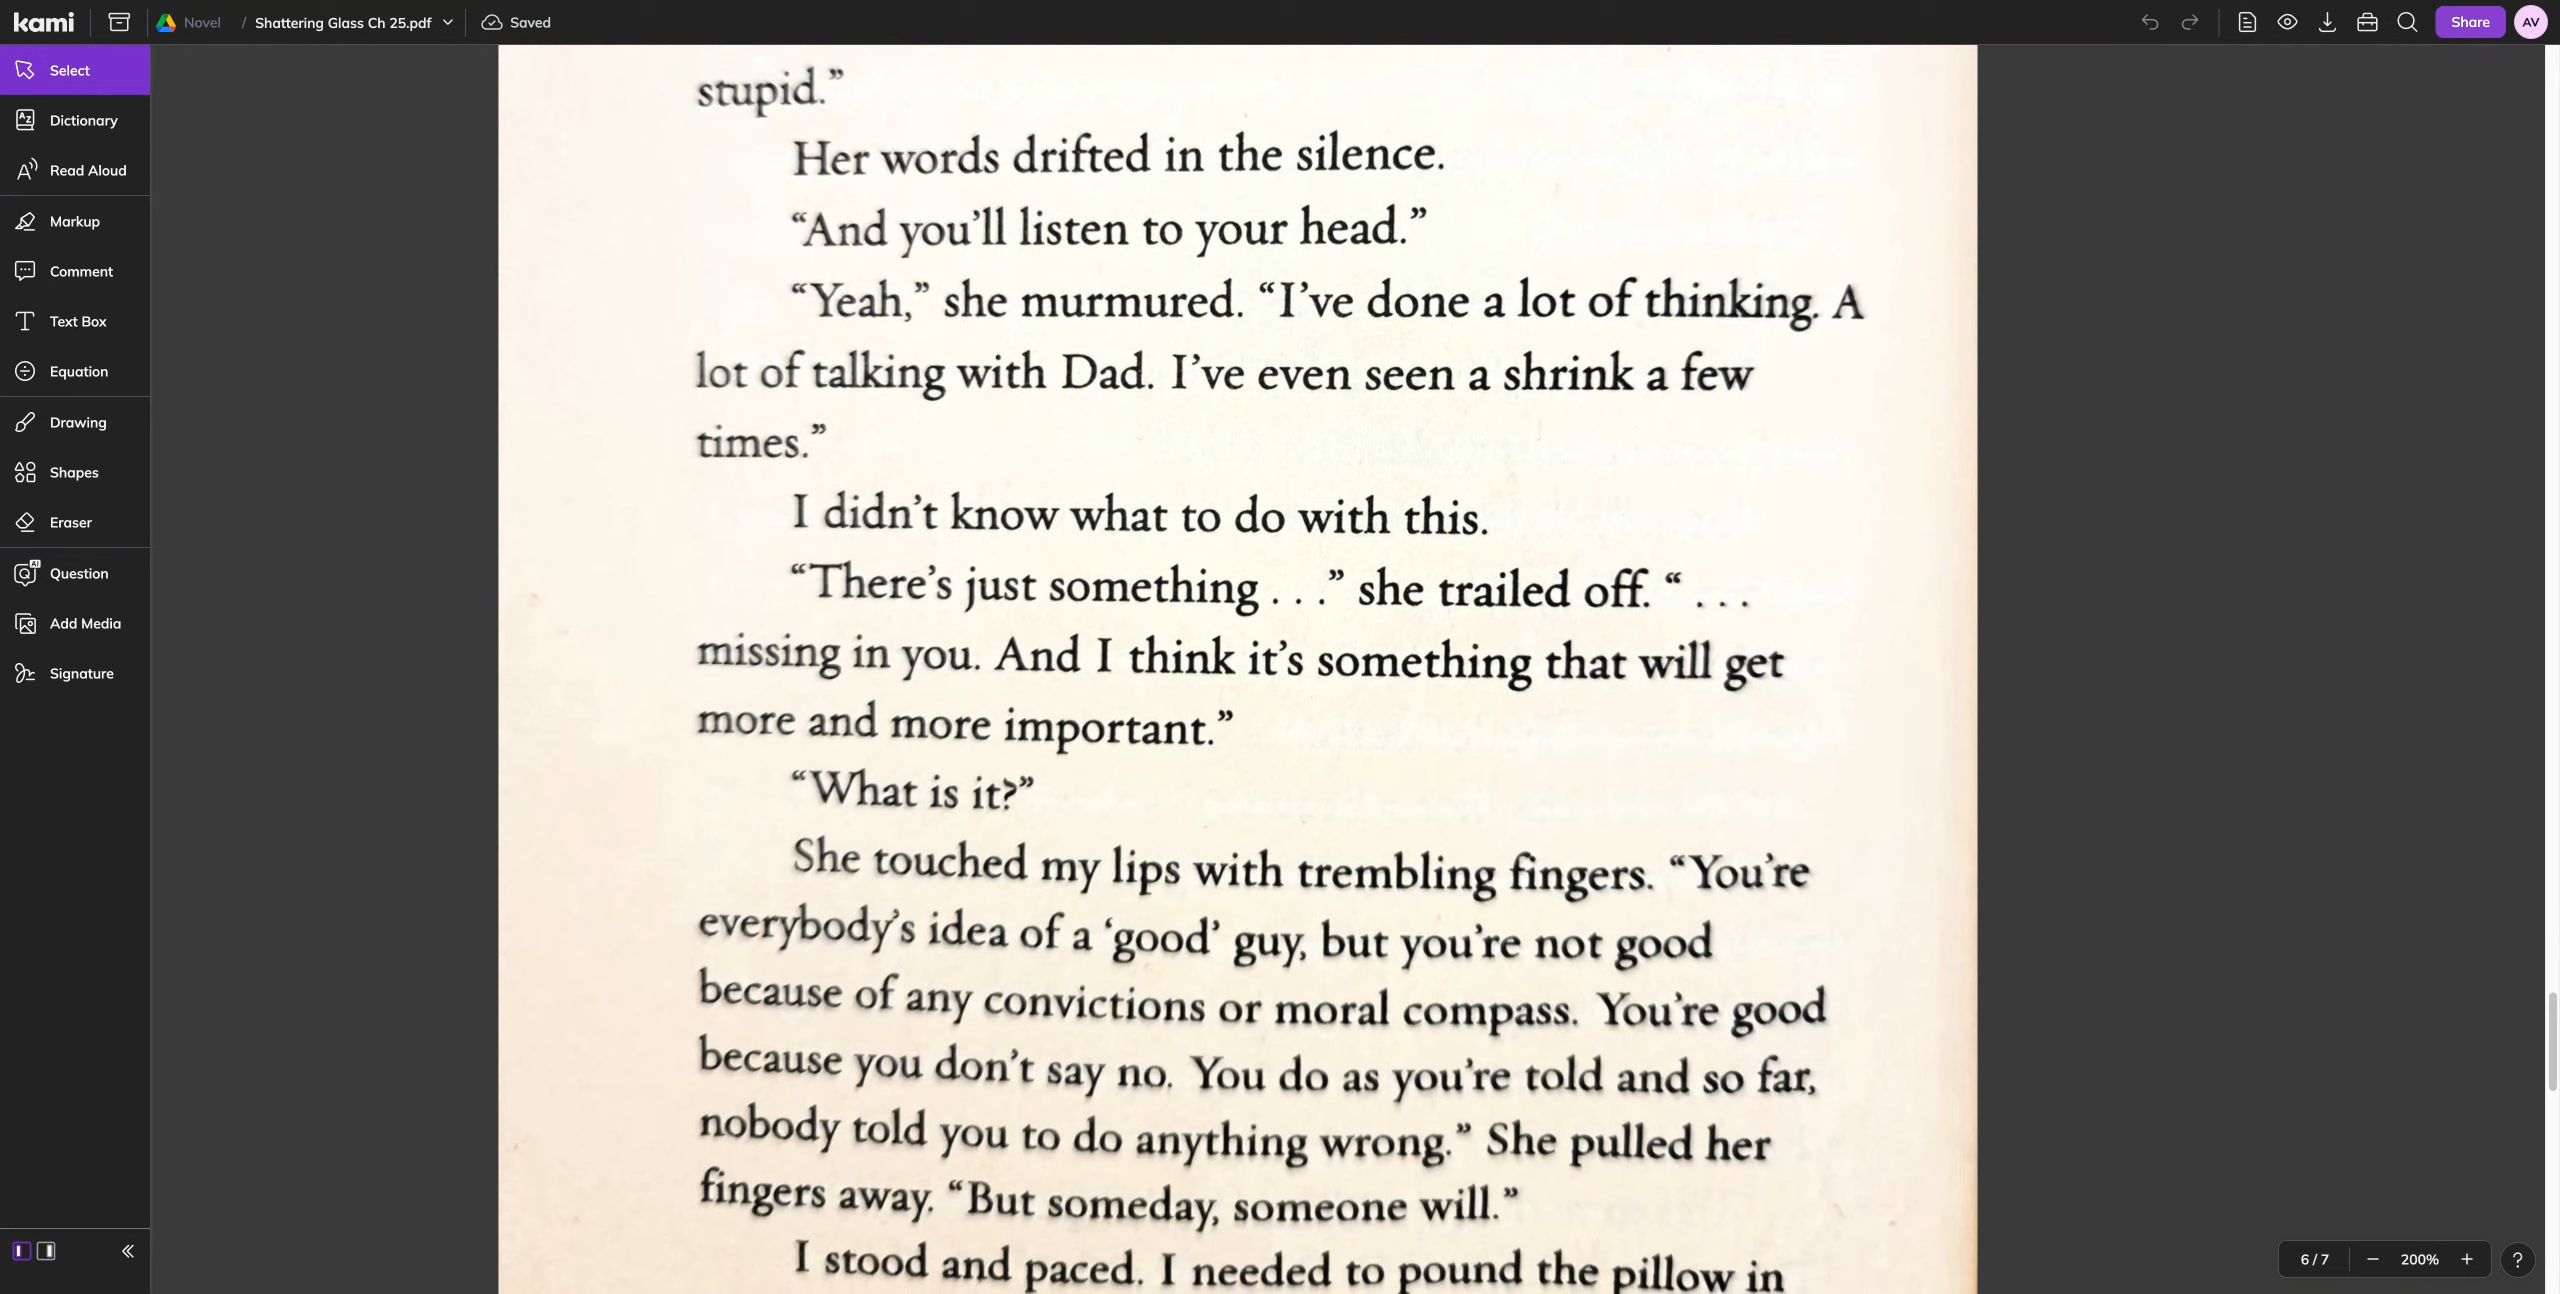 kami
Novel / Shattering Glass Ch 25.pdf
Saved
Share
AV
Select
Dictionary
Read Aloud
Markup
Comment
Text Box
Equation
Drawing
Shapes
Eraser
Question
Add Media
Signature
stupid.”
Her words drifted in the silence.
“And you’ll listen to your head.”
“Yeah,” she murmured. “I’ve done a lot of thinking. A
lot of talking with Dad. I’ve even seen a shrink a few
times.”
I didn’t know what to do with this.
“There’s just something . . .” she trailed off. “ . . .
missing in you. And I think it’s something that will get
more and more important.”
“What is it?”
She touched my lips with trembling fingers. “You’re
everybody’s idea of a ‘good’ guy, but you’re not good
because of any convictions or moral compass. You’re good
because you don’t say no. You do as you’re told and so far,
nobody told you to do anything wrong.” She pulled her
fingers away. “But someday, someone will.”
I stood and paced. I needed to pound the pillow in
6 / 7
200%